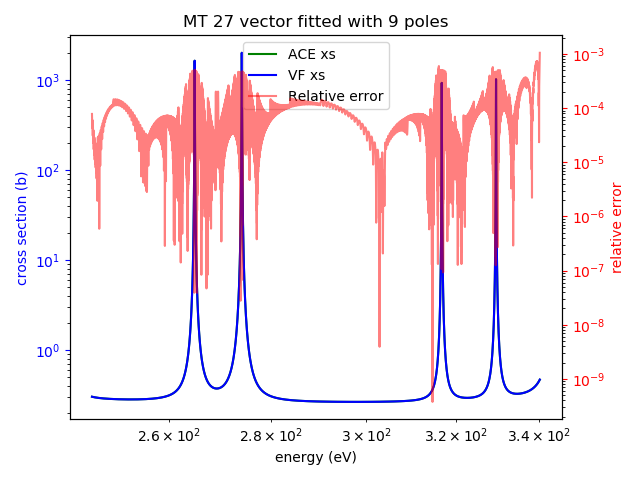 MT 27 vector fitted with 9 poles
ACE xs
VF xs
Relative error
10³
10²
10¹
10⁰
cross section (b)
10⁻³
10⁻⁴
10⁻⁵
10⁻⁶
10⁻⁷
10⁻⁸
10⁻⁹
relative error
2.6 × 10² 2.8 × 10² 3 × 10² 3.2 × 10² 3.4 × 10²
energy (eV)